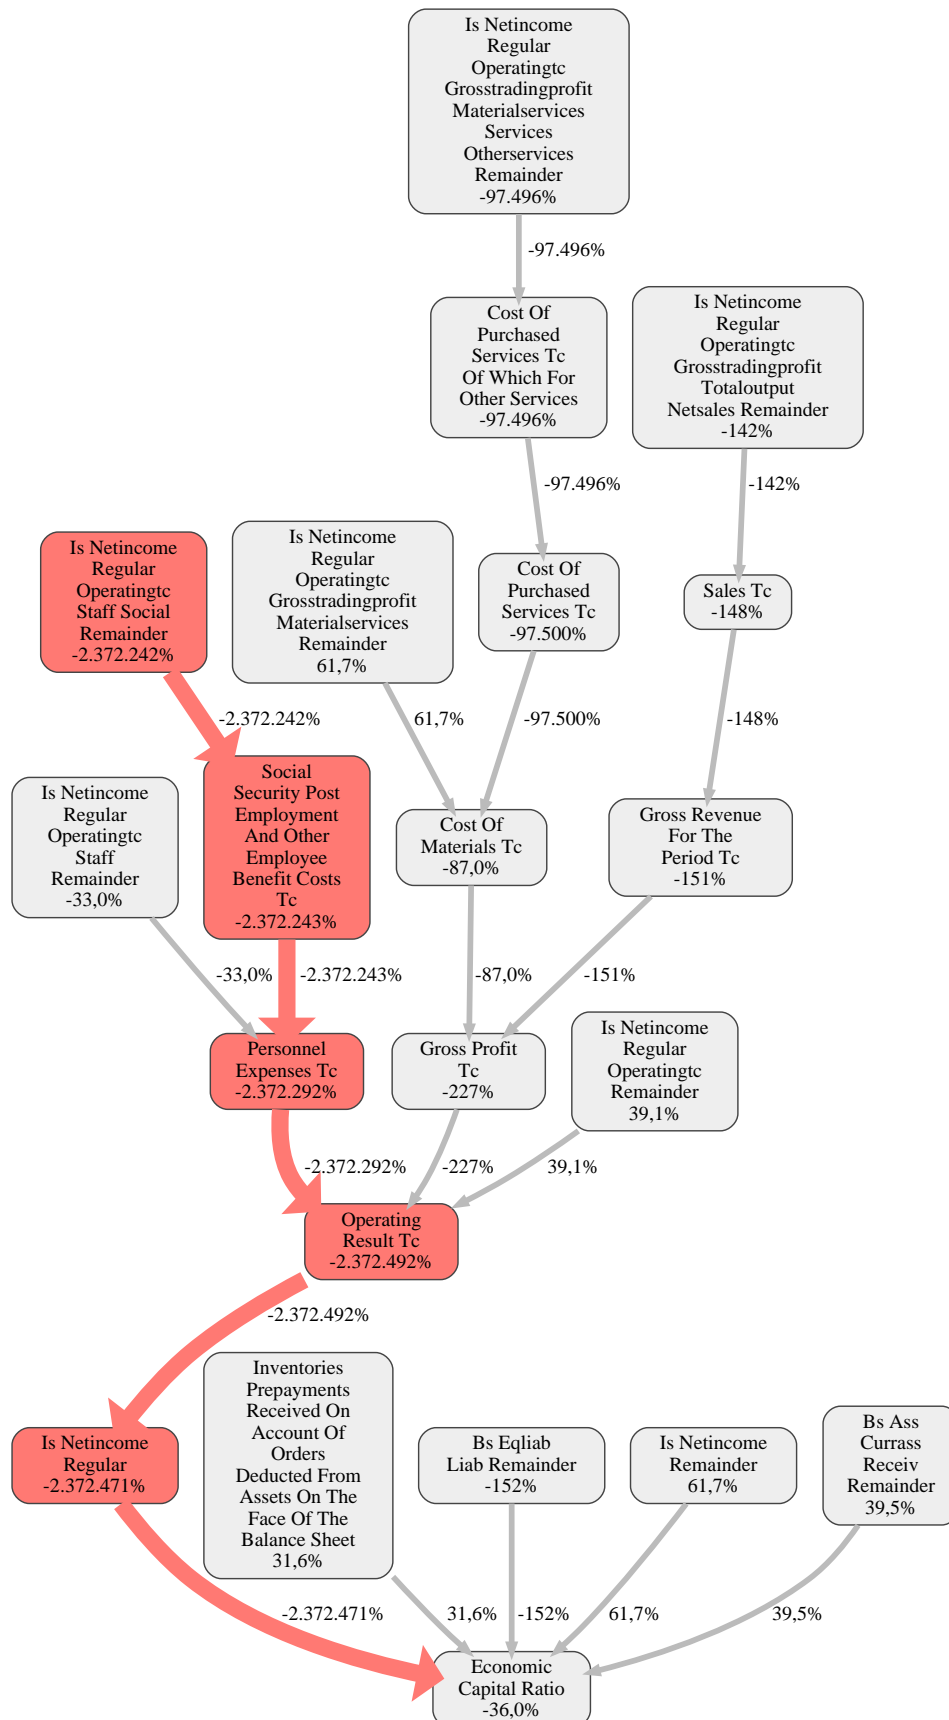 Is Netincome
Regular
Operatingtc
Grosstradingprofit
Materialservices
Services
Otherservices
Remainder
-97.496%
-97.496%
Cost Of
Purchased
Services Tc
Of Which For
Other Services
-97.496%
Is Netincome
Regular
Operatingtc
Grosstradingprofit
Totaloutput
Netsales Remainder
-142%
-97.496%
-142%
Is Netincome
Regular
Operatingtc
Staff Social
Remainder
-2.372.242%
Is Netincome
Regular
Operatingtc
Grosstradingprofit
Materialservices
Remainder
61,7%
Cost Of
Purchased
Services Tc
-97.500%
Sales Tc
-148%
-2.372.242%
61,7%
-97.500%
-148%
Is Netincome
Regular
Operatingtc
Staff
Remainder
-33,0%
Social
Security Post
Employment
And Other
Employee
Benefit Costs
Tc
-2.372.243%
Cost Of
Materials Tc
-87,0%
Gross Revenue
For The
Period Tc
-151%
-33,0%
-2.372.243%
-87,0%
-151%
Personnel
Expenses Tc
-2.372.292%
Gross Profit
Tc
-227%
Is Netincome
Regular
Operatingtc
Remainder
39,1%
-2.372.292%
-227%
39,1%
Operating
Result Tc
-2.372.492%
-2.372.492%
Is Netincome
Regular
-2.372.471%
Inventories
Prepayments
Received On
Account Of
Orders
Deducted From
Assets On The
Face Of The
Balance Sheet
31,6%
Bs Eqliab
Liab Remainder
-152%
Is Netincome
Remainder
61,7%
Bs Ass
Currass
Receiv
Remainder
39,5%
-2.372.471%
31,6%
-152%
61,7%
39,5%
Economic
Capital Ratio
-36,0%